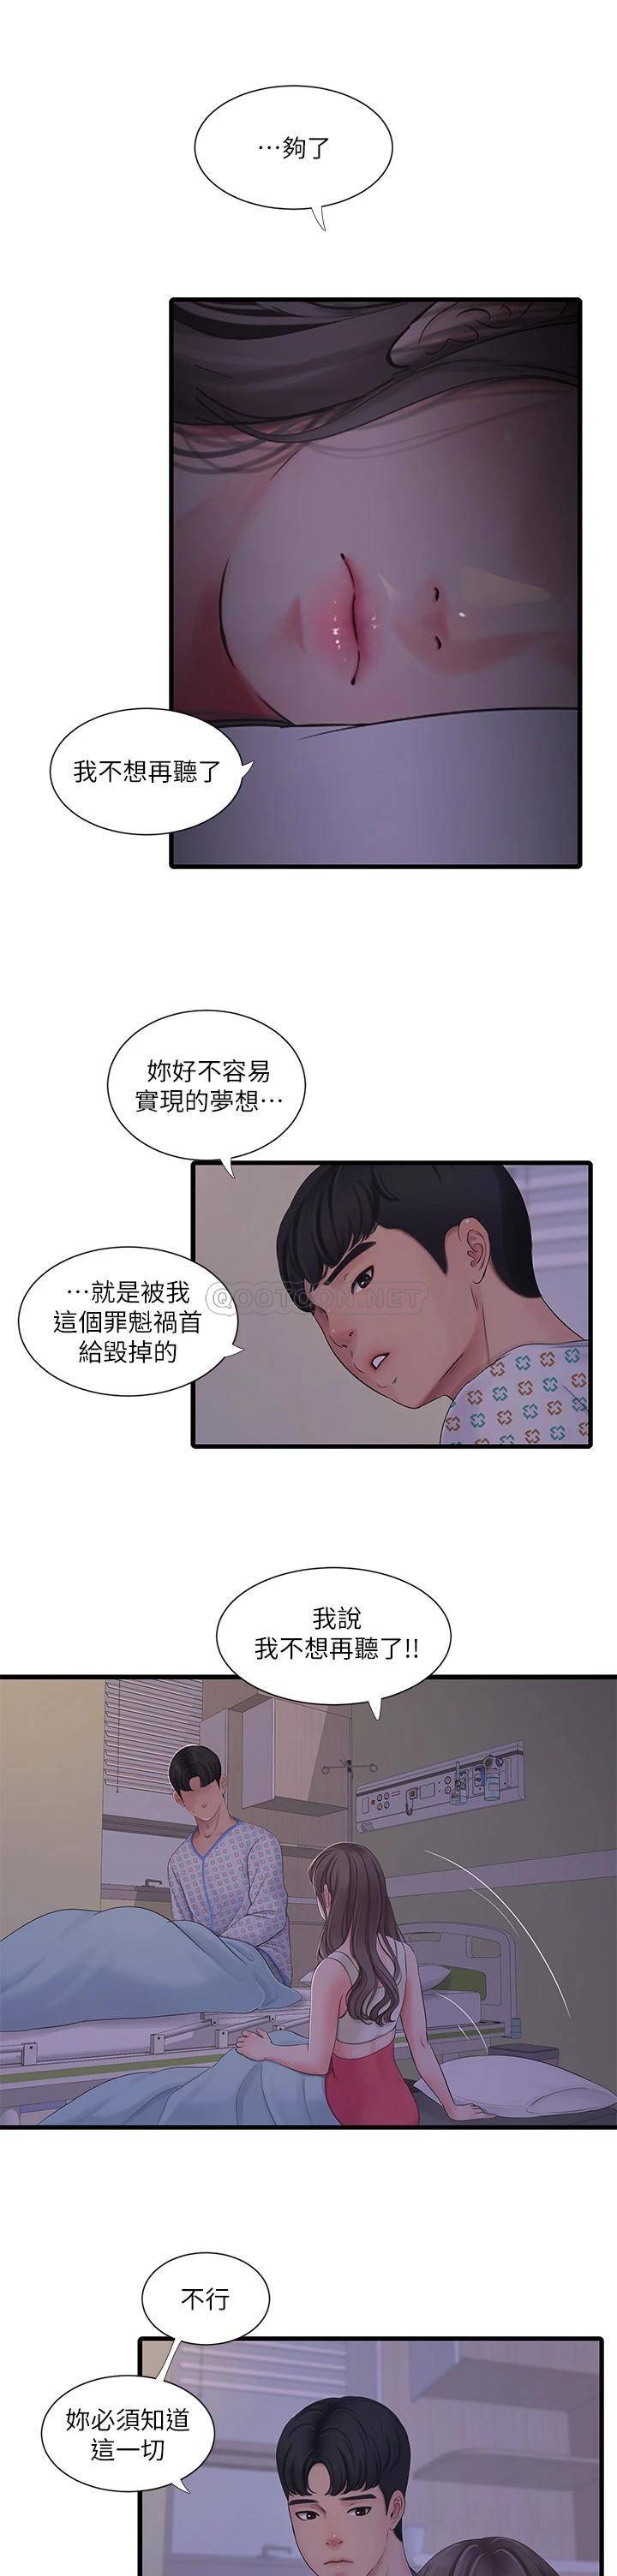 …夠了
我不想再聽了
妳好不容易
實現的夢想…
…就是被我
這個罪魁禍首
給毀掉的
QOOTOON.NET
我說
我不想再聽了!!
不行
妳必須知道
這一切